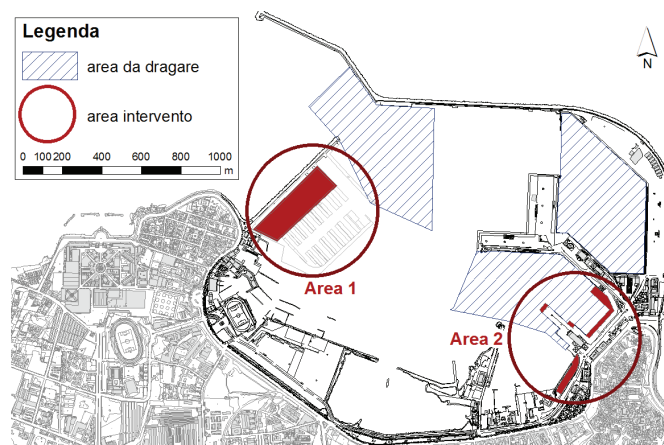 Legenda
area da dragare
area intervento
0 100 200 400 600 800 1000
m
N
Area 1
Area 2